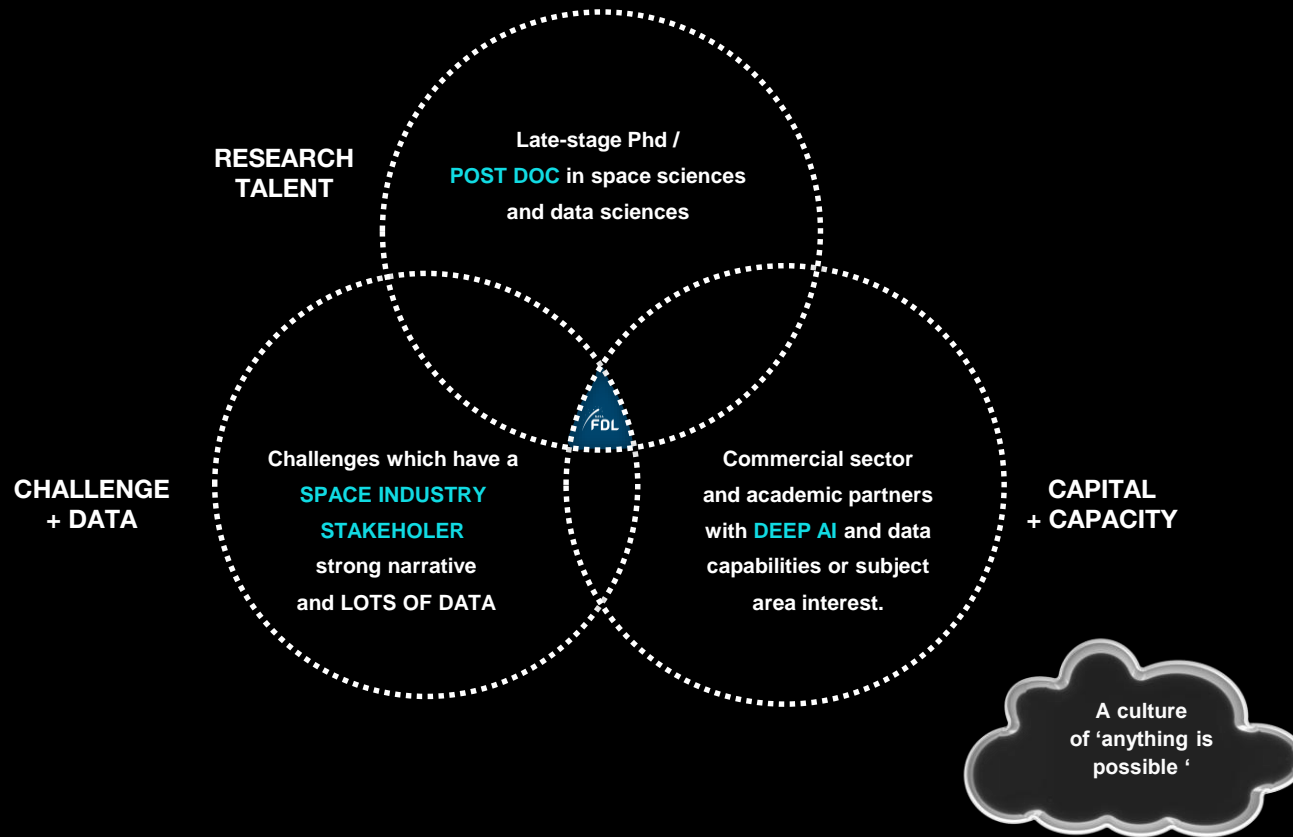 RESEARCH
TALENT
Late-stage Phd /
POST DOC in space sciences
and data sciences
FDL
CHALLENGE
+ DATA
Challenges which have a
SPACE INDUSTRY
STAKEHOLER
strong narrative
and LOTS OF DATA
Commercial sector
and academic partners
with DEEP AI and data
capabilities or subject
area interest.
CAPITAL
+ CAPACITY
A culture
of ‘anything is
possible ‘